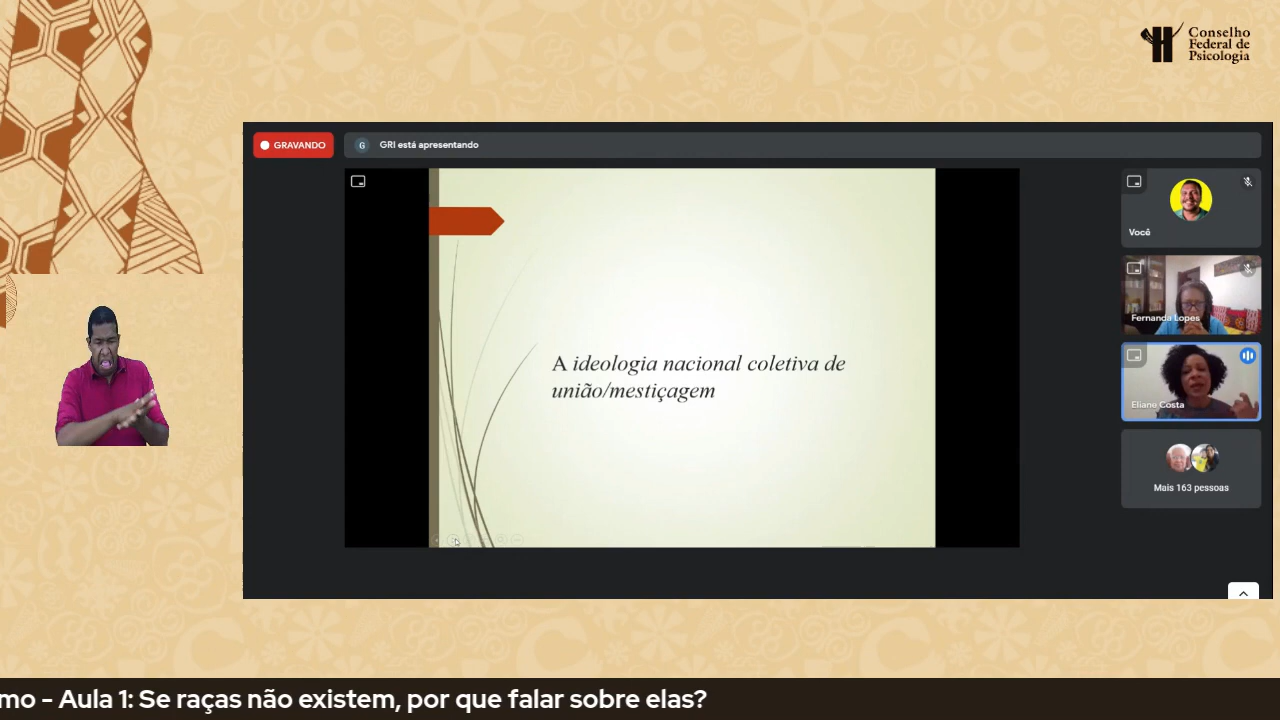 Conselho
Federal de
Psicologia
GRAVANDO
G
GRI está apresentando
Você
Fernanda Lopes
A ideologia nacional coletiva de
união/mestiçagem
Eliane Costa
Mais 163 pessoas
mo - Aula 1: Se raças não existem, por que falar sobre elas?